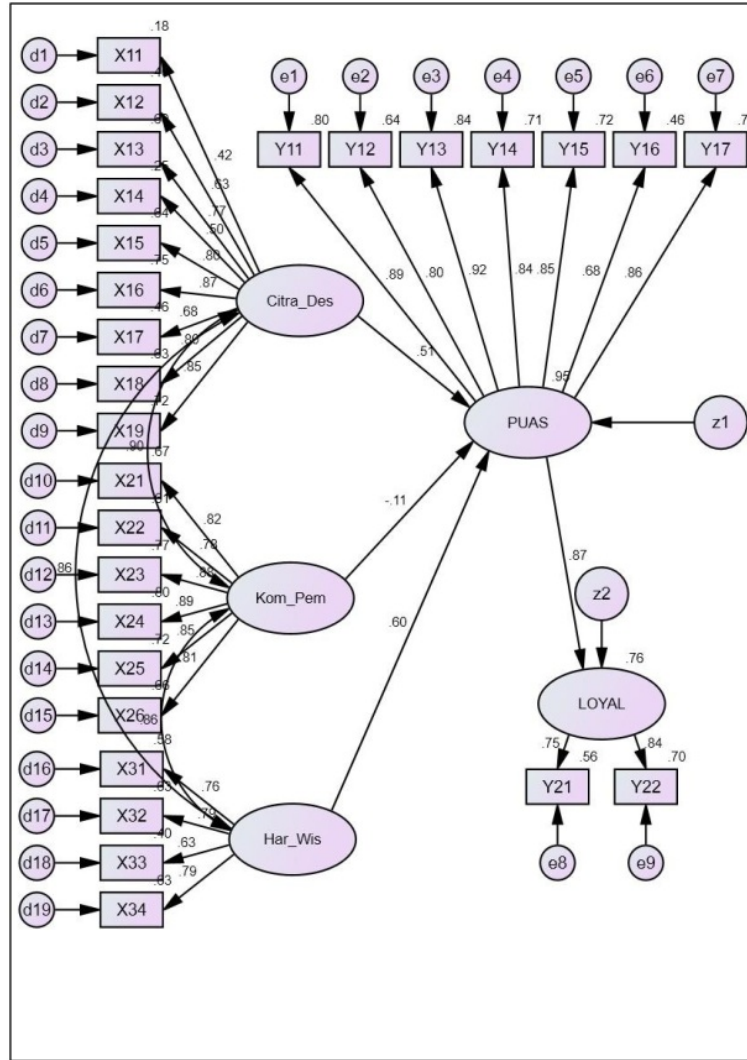 .18
d1 X11
d2 X12
d3 X13
.25
d4 X14
.64
d5 X15
.75
d6 X16
.46
d7 X17
.63
d8 X18
.72
d9 X19
.67
d10 X21
d11 X22
.77
d12 X23
.80
d13 X24
.72
d14 X25
d15 X26
.58
d16 X31
.63
d17 X32
.40
d18 X33
.63
d19 X34
.42
.63
.77
.50
.80
.87
.68
.80
.85
Citra_Des
.90
.86
.82
.78
.88
.89
.85
.81
Kom_Pem
.86
.76
.79
.63
.79
Har_Wis
e1 e2 e3 e4 e5 e6 e7
.80 .64 .84 .71 .72 .46
Y11 Y12 Y13 Y14 Y15 Y16 Y17
.89 .80 .92 .84 .85 .68 .86
.51
-.11
.60
.95
PUAS
z1
.87
z2
.76
LOYAL
.75 .56 .84 .70
Y21 Y22
e8 e9